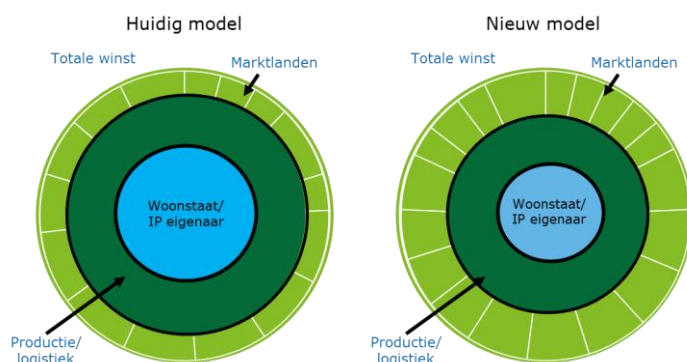 Huidig model
Totale winst
Marktlanden
Woonstaat/
IP eigenaar
Productie/
logistiek
Nieuw model
Totale winst
Marktlanden
Woonstaat/
IP eigenaar
Productie/
logistiek